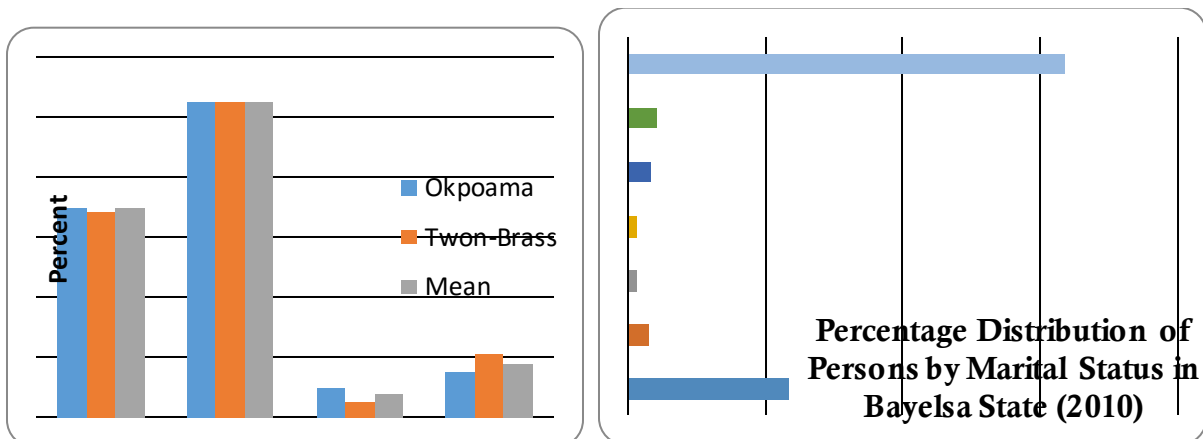 Percent
Okpoama
Twon-Brass
Mean
Percentage Distribution of
Persons by Marital Status in
Bayelsa State (2010)